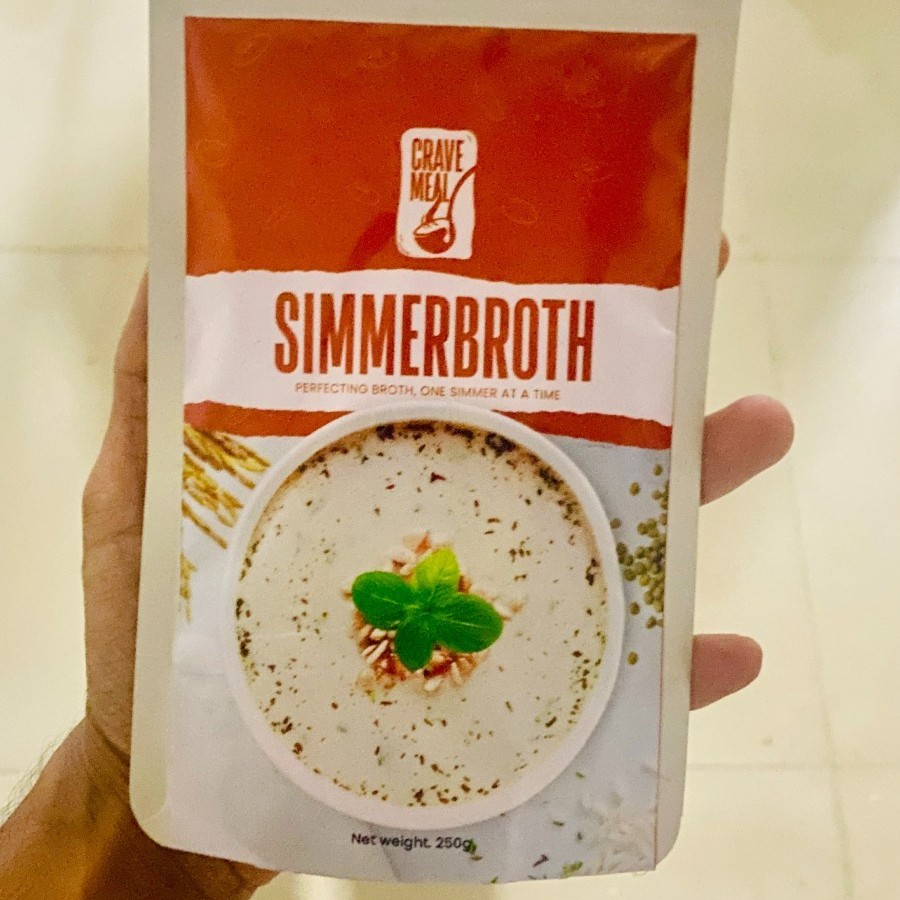 CRAVE
MEAL
SIMMERBROTH
PERFECTING BROTH, ONE SIMMER AT A TIME
Net weight. 250g